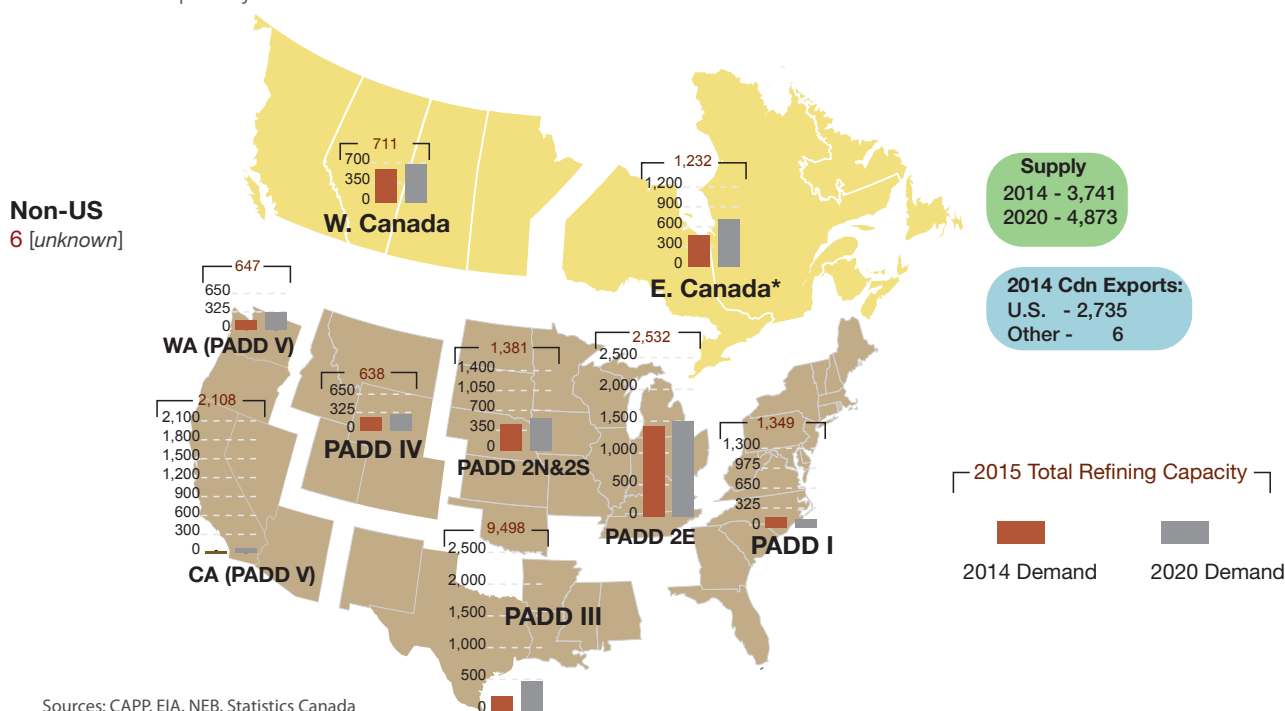 Non-US
6 [unknown]
711
700
350
0
W. Canada
1,232
1,200
900
600
300
0
E. Canada*
Supply
2014 - 3,741
2020 - 4,873
2014 Cdn Exports:
U.S. - 2,735
Other - 6
647
650
325
0
WA (PADD V)
2,108
2,100
1,800
1,500
1,200
900
600
300
0
CA (PADD V)
638
650
325
0
PADD IV
1,381
1,400
1,050
700
350
0
PADD 2N&2S
2,532
2,500
2,000
1,500
1,000
500
0
PADD 2E
1,349
1,300
975
650
325
0
PADD I
9,498
2,500
2,000
1,500
1,000
500
0
PADD III
2015 Total Refining Capacity
2014 Demand
2020 Demand
Sources: CAPP, EIA, NEB, Statistics Canada